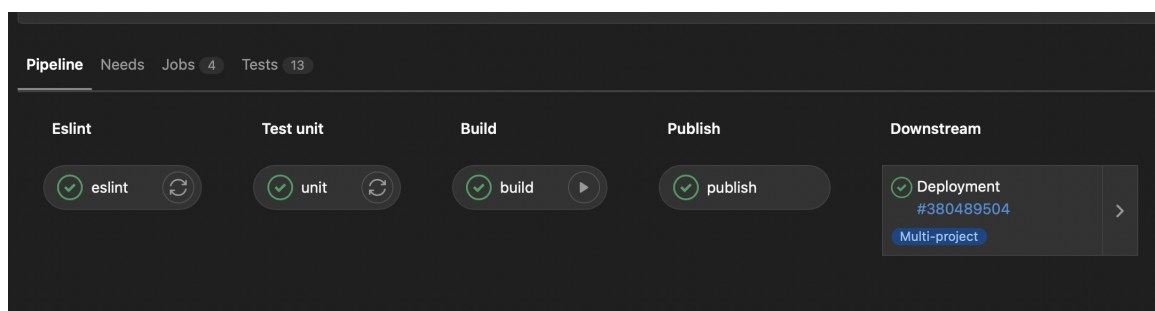 Pipeline Needs Jobs 4 Tests 13
Eslint Test unit Build Publish Downstream
eslint unit build publish Deployment
#380489504
Multi-project